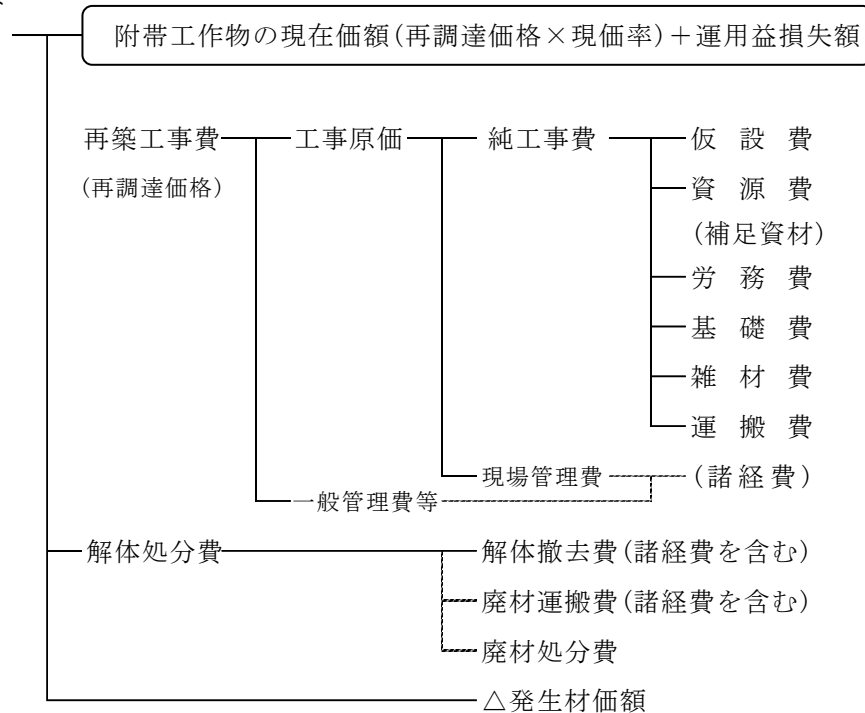 附帯工作物の現在価額(再調達価格×現価率)+運用益損失額
再築工事費 工事原価 純工事費 仮設費
(再調達価格) 資源費
(補足資材)
労務費
基礎費
雑材費
運搬費
現場管理費 (諸経費)
一般管理費等
解体処分費 解体撤去費(諸経費を含む)
廃材運搬費(諸経費を含む)
廃材処分費
△発生材価額